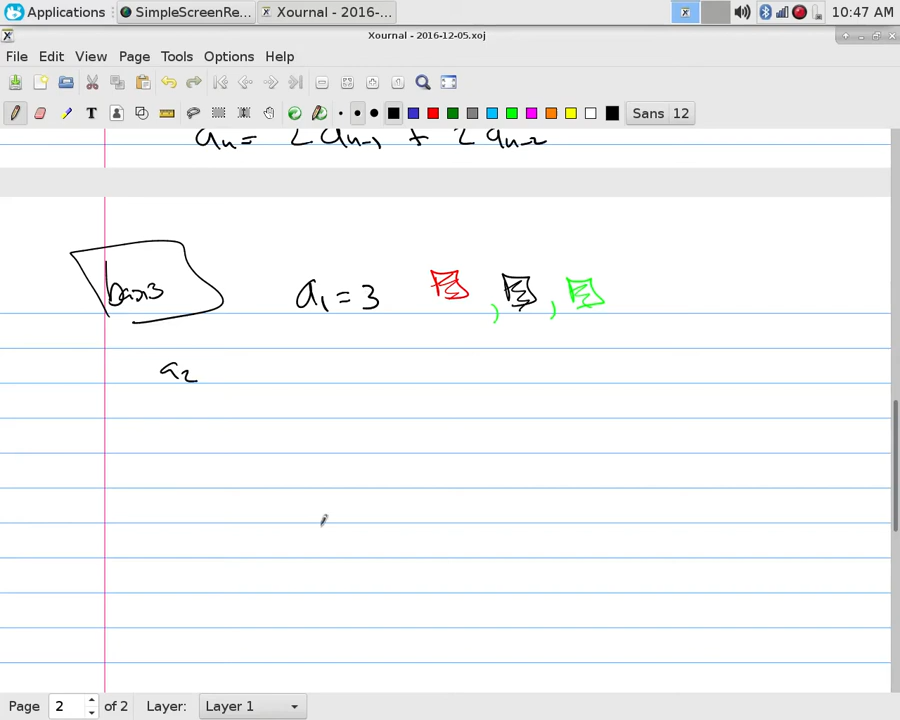 Applications SimpleScreenRe... Xournal - 2016-... 10:47 AM
Xournal - 2016-12-05.xoj
File Edit View Page Tools Options Help
T Sans 12
an = 2an-1 + 2an-2
basis a1 = 3 , ,
a2
Page 2 of 2 Layer: Layer 1